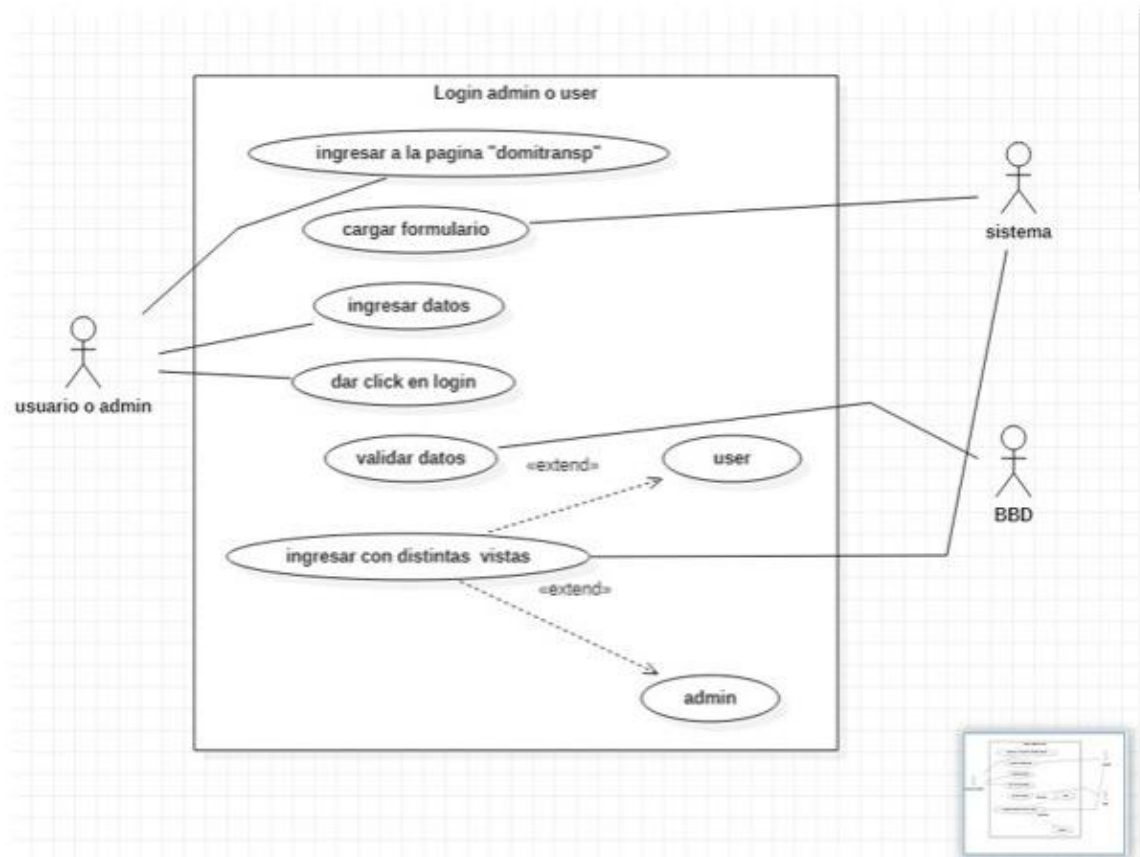 Login admin o user
ingresar a la pagina "domitransp"
cargar formulario
sistema
ingresar datos
dar click en login
usuario o admin
validar datos
«extend»
user
BBD
ingresar con distintas vistas
«extend»
admin